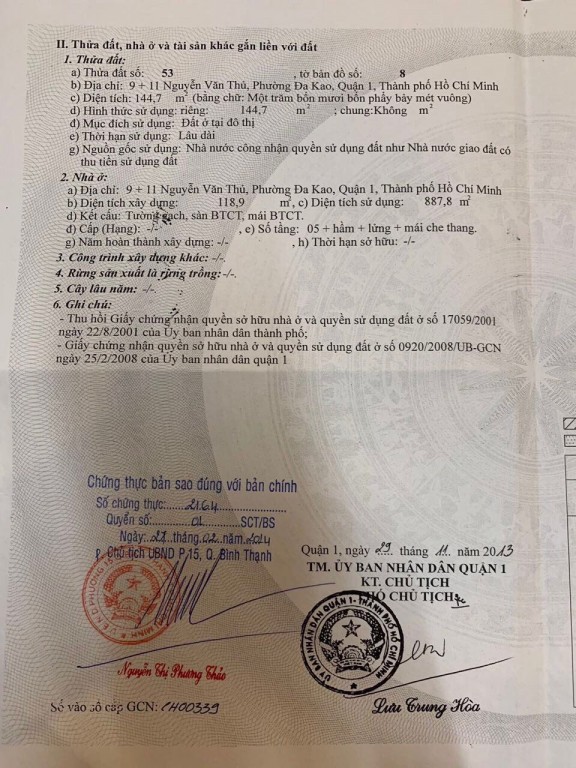 II. Thửa đất, nhà ở và tài sản khác gắn liền với đất
1. Thửa đất:
a) Thửa đất số: 53 , tờ bản đồ số: 8
b) Địa chỉ: 9 + 11 Nguyễn Văn Thủ, Phường Đa Kao, Quận 1, Thành phố Hồ Chí Minh
c) Diện tích: 144,7 m² (bằng chữ: Một trăm bốn mươi bốn phẩy bảy mét vuông)
d) Hình thức sử dụng: riêng: 144,7 m² ; chung:Không m²
đ) Mục đích sử dụng: Đất ở tại đô thị
e) Thời hạn sử dụng: Lâu dài
g) Nguồn gốc sử dụng: Nhà nước công nhận quyền sử dụng đất như Nhà nước giao đất có
thu tiền sử dụng đất
2. Nhà ở:
a) Địa chỉ: 9 + 11 Nguyễn Văn Thủ, Phường Đa Kao, Quận 1, Thành phố Hồ Chí Minh
b) Diện tích xây dựng: 118,9 m², c) Diện tích sử dụng: 887,8 m²
d) Kết cấu: Tường gạch, sàn BTCT, mái BTCT.
đ) Cấp (Hạng): -/- , e) Số tầng: 05 + hầm + lửng + mái che thang.
g) Năm hoàn thành xây dựng: -/- , h) Thời hạn sở hữu: -/-
3. Công trình xây dựng khác: -/-.
4. Rừng sản xuất là rừng trồng:-/-.
5. Cây lâu năm: -/-.
6. Ghi chú:
- Thu hồi Giấy chứng nhận quyền sở hữu nhà ở và quyền sử dụng đất ở số 17059/2001
ngày 22/8/2001 của Ủy ban nhân dân thành phố;
- Giấy chứng nhận quyền sở hữu nhà ở và quyền sử dụng đất ở số 0920/2008/UB-GCN
ngày 25/2/2008 của Ủy ban nhân dân quận 1
Chứng thực bản sao đúng với bản chính
Số chứng thực:......2164......
Quyển số:......01......SCT/BS
Ngày:..27..tháng.02..năm.2014
P. Chủ tịch UBND P.15, Q. Bình Thạnh
Nguyễn Thị Phương Thảo
Quận 1, ngày 29 tháng 11 năm 2013
TM. ỦY BAN NHÂN DÂN QUẬN 1
KT. CHỦ TỊCH
PHÓ CHỦ TỊCH
ỦY BAN NHÂN DÂN QUẬN 1 - THÀNH PHỐ HỒ CHÍ MINH
Lưu Trung Hòa
Số vào sổ cấp GCN: CH00339